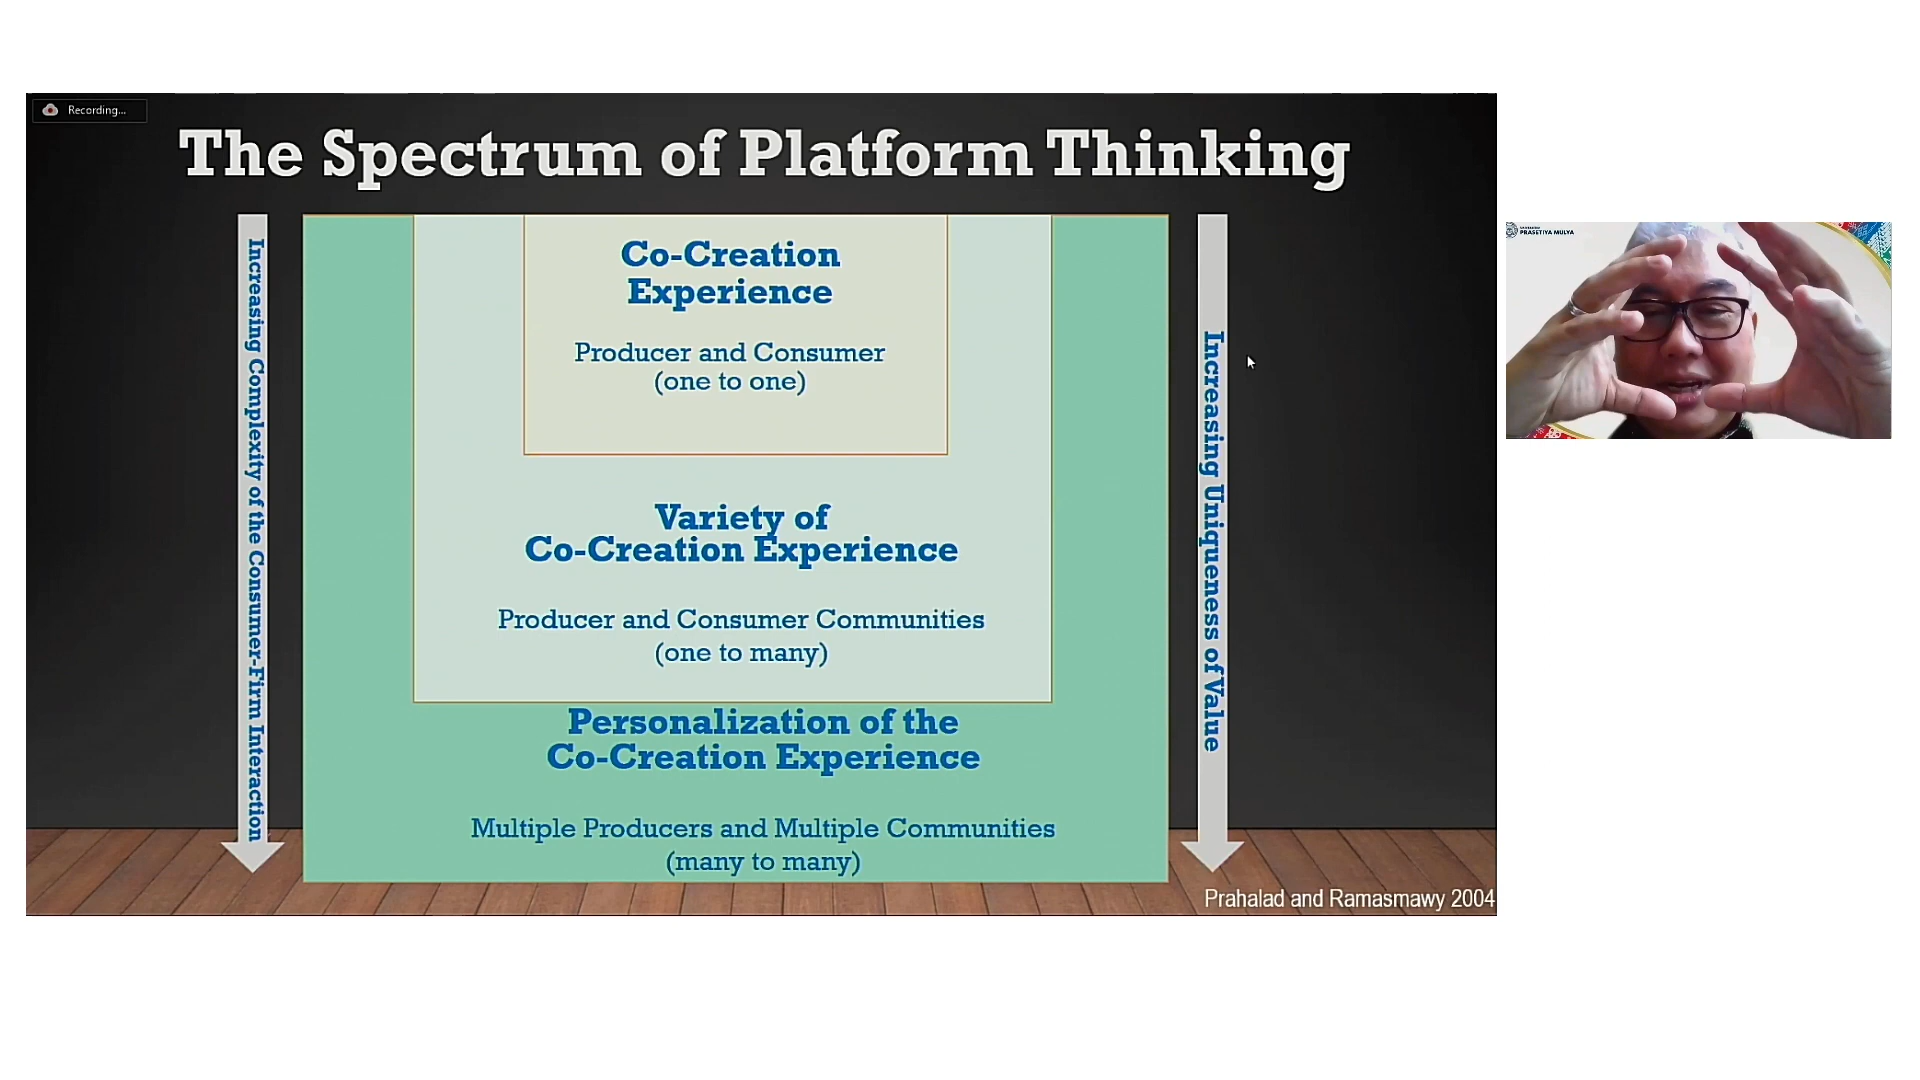 Recording...
The Spectrum of Platform Thinking
Increasing Complexity of the Consumer-Firm Interaction
Co-Creation
Experience
Producer and Consumer
(one to one)
Variety of
Co-Creation Experience
Producer and Consumer Communities
(one to many)
Personalization of the
Co-Creation Experience
Multiple Producers and Multiple Communities
(many to many)
Increasing Uniqueness of Value
Prahalad and Ramasmawy 2004
PRASETIYA MULYA